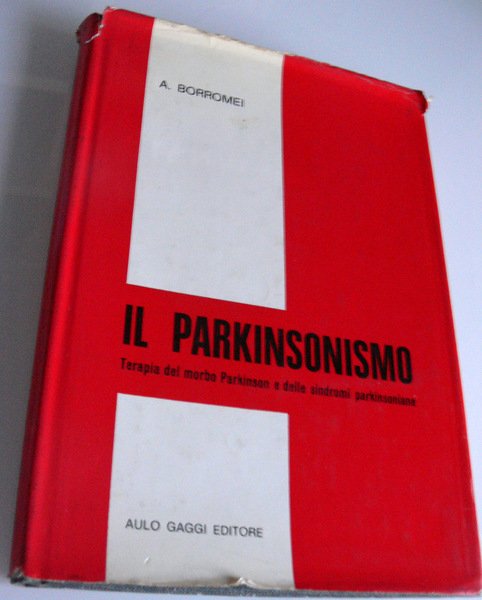 A. BORROMEI
IL PARKINSONISMO
Terapia del morbo Parkinson e delle sindromi parkinsoniane
AULO GAGGI EDITORE